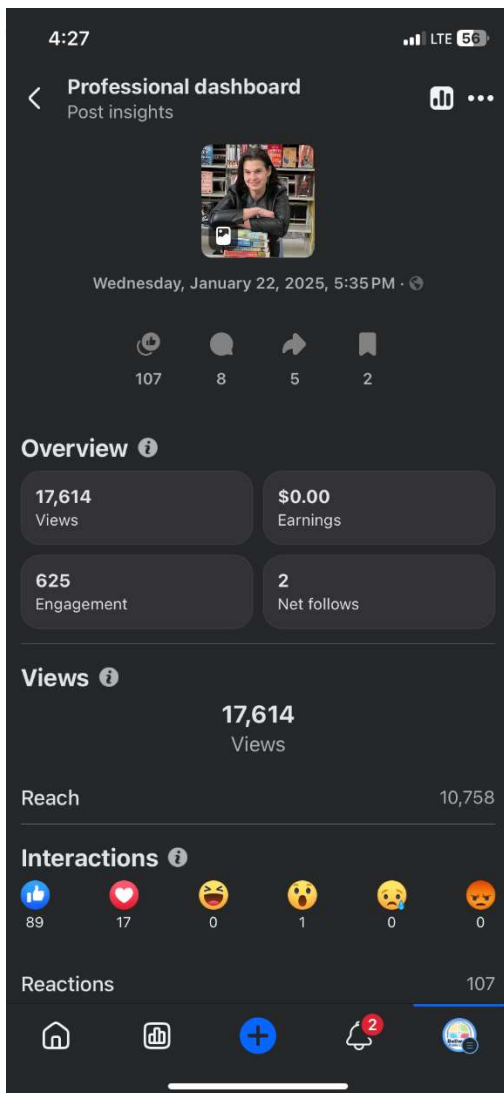 4:27 LTE 56
Professional dashboard
Post insights
Wednesday, January 22, 2025, 5:35 PM ·
107 8 5 2
Overview
17,614 $0.00
Views Earnings
625 2
Engagement Net follows
Views
17,614
Views
Reach 10,758
Interactions
89 17 0 1 0 0
Reactions 107
2